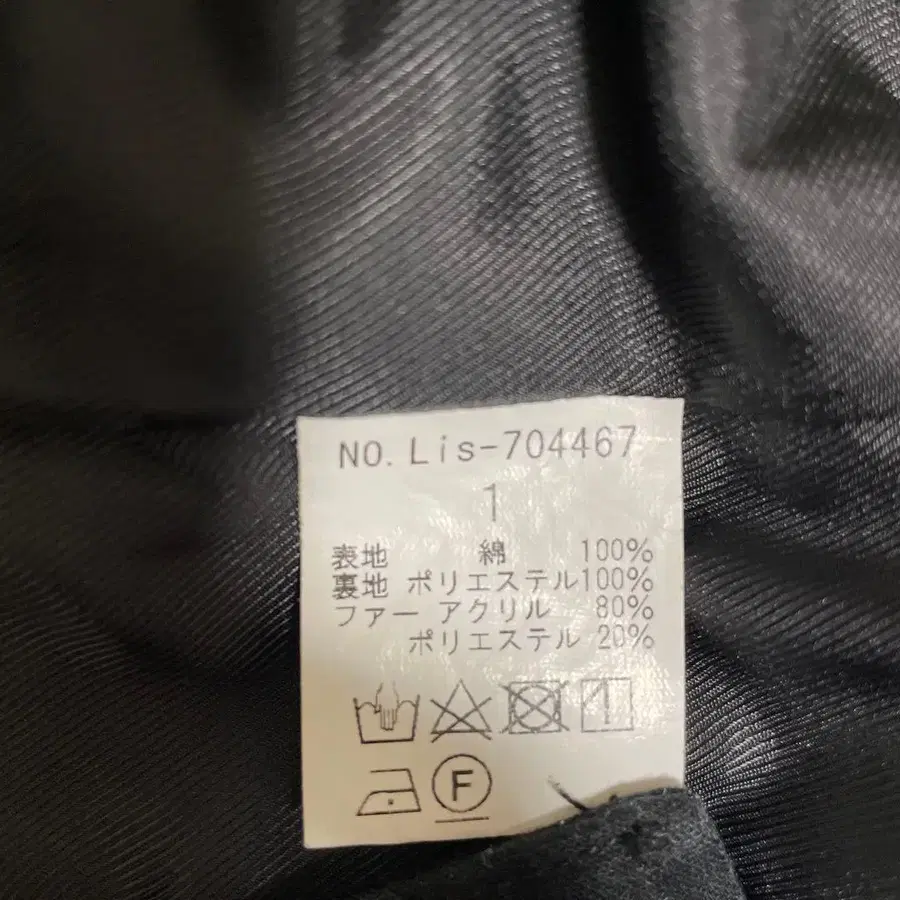 NO. Lis-704467
1
表地 綿 100%
裏地 ポリエステル100%
ファー アクリル 80%
ポリエステル 20%
F